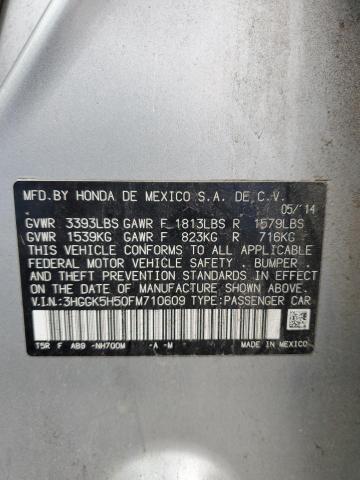 MFD.BY HONDA DE MEXICO S.A. DE C.V.
05/'14
GVWR 3393LBS GAWR F 1813LBS R 1579LBS
GVWR 1539KG GAWR F 823KG R 716KG
THIS VEHICLE CONFORMS TO ALL APPLICABLE
FEDERAL MOTOR VEHICLE SAFETY , BUMPER ,
AND THEFT PREVENTION STANDARDS IN EFFECT
ON THE DATE OF MANUFACTURE SHOWN ABOVE.
V.I.N.:3HGGK5H50FM710609 TYPE:PASSENGER CAR
T5R F AB9 -NH700M -A -M
MADE IN MEXICO